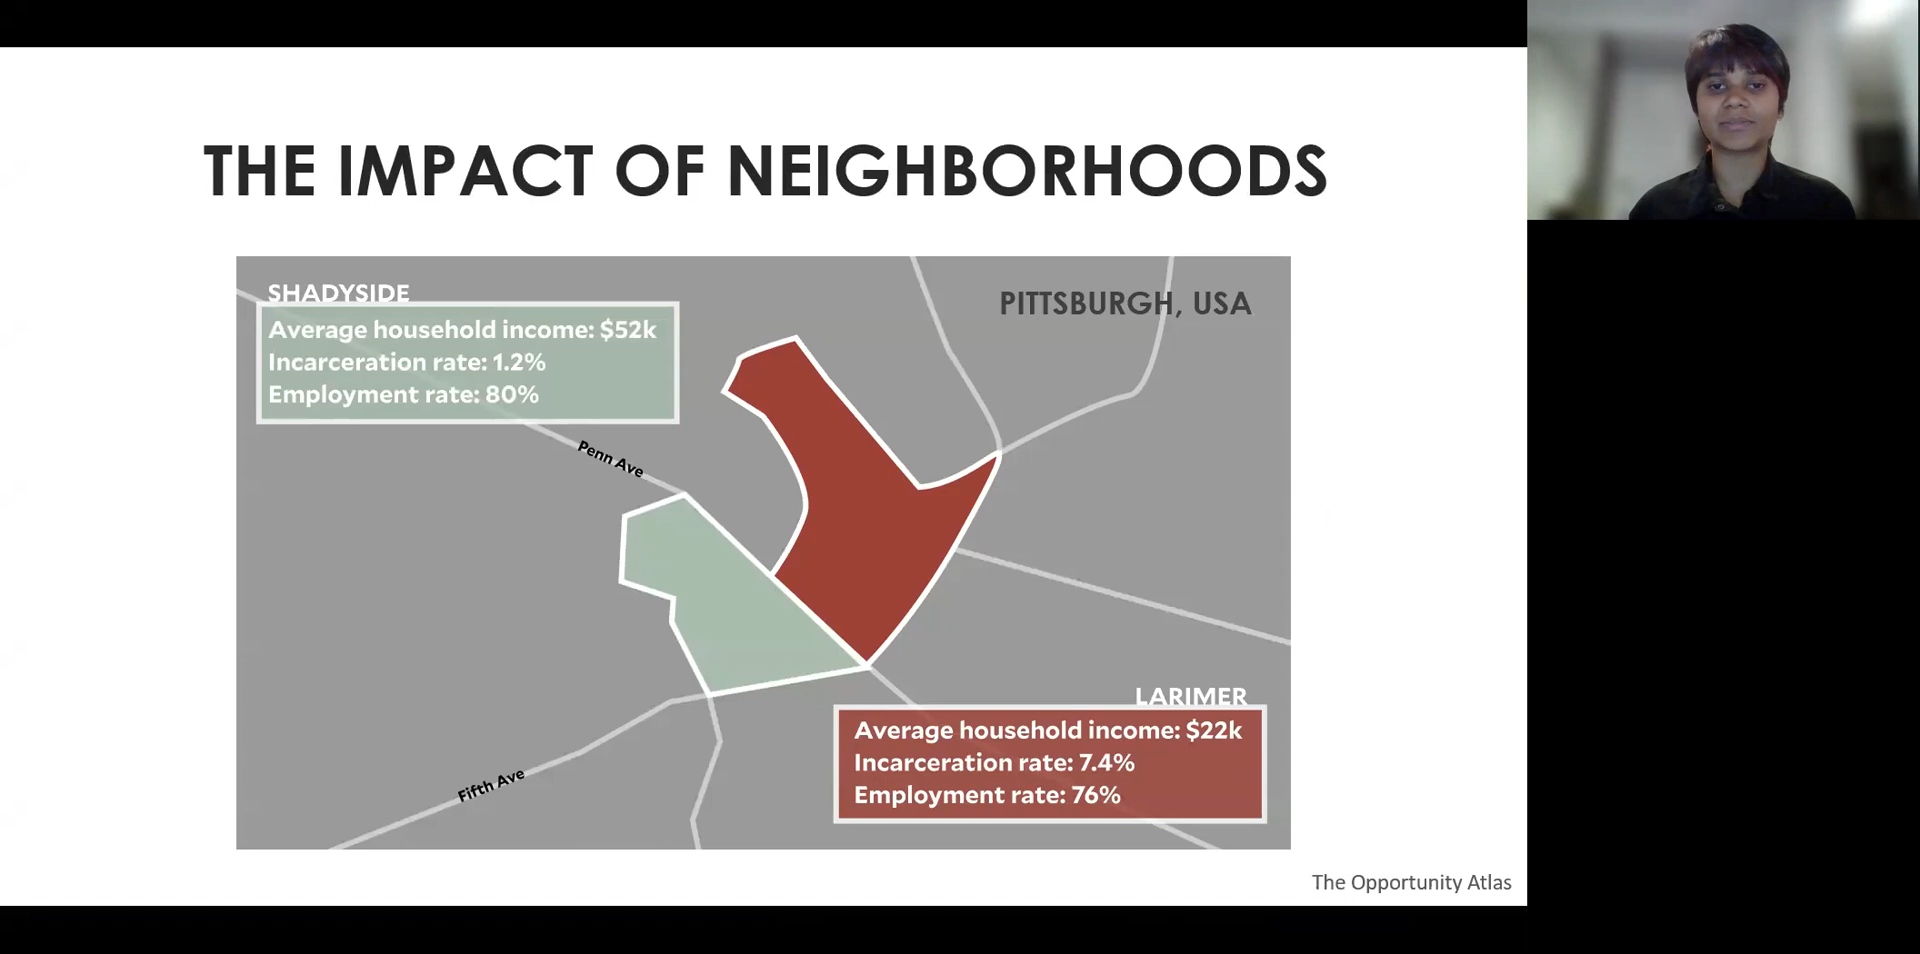 THE IMPACT OF NEIGHBORHOODS
SHADYSIDE
Average household income: $52k
Incarceration rate: 1.2%
Employment rate: 80%
PITTSBURGH, USA
Penn Ave
LARIMER
Average household income: $22k
Incarceration rate: 7.4%
Employment rate: 76%
Fifth Ave
The Opportunity Atlas